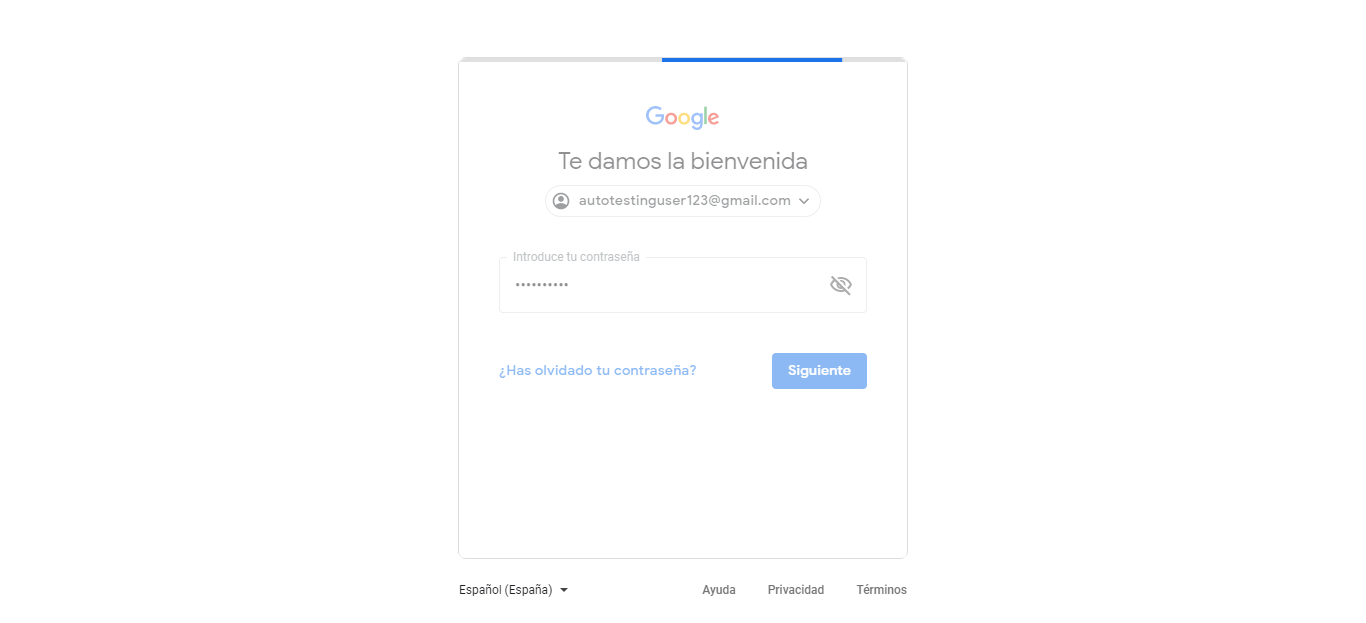 Google
Te damos la bienvenida
autotestinguser123@gmail.com
Introduce tu contraseña
••••••••••
¿Has olvidado tu contraseña?
Siguiente
Español (España)
Ayuda
Privacidad
Términos